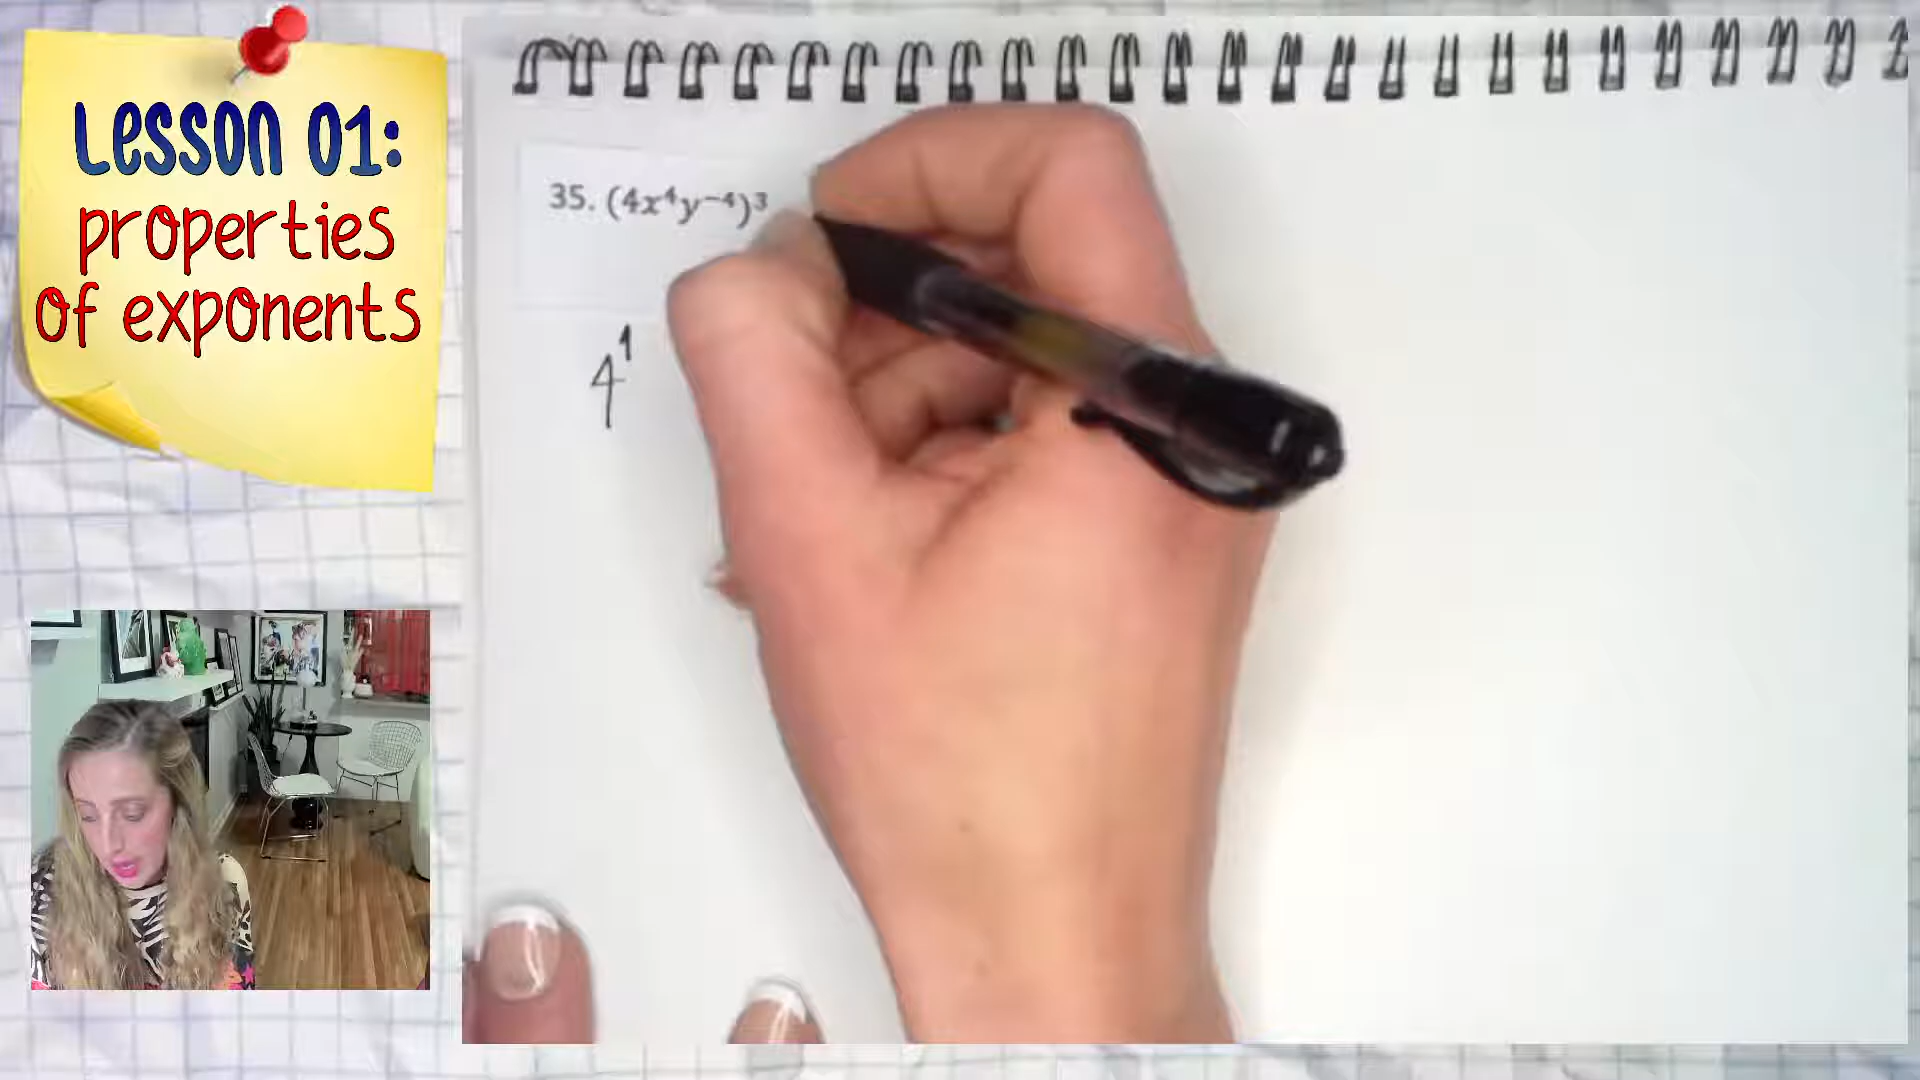 Lesson 01:
properties
of exponents
35. (4x⁴y⁻⁴)³
4¹